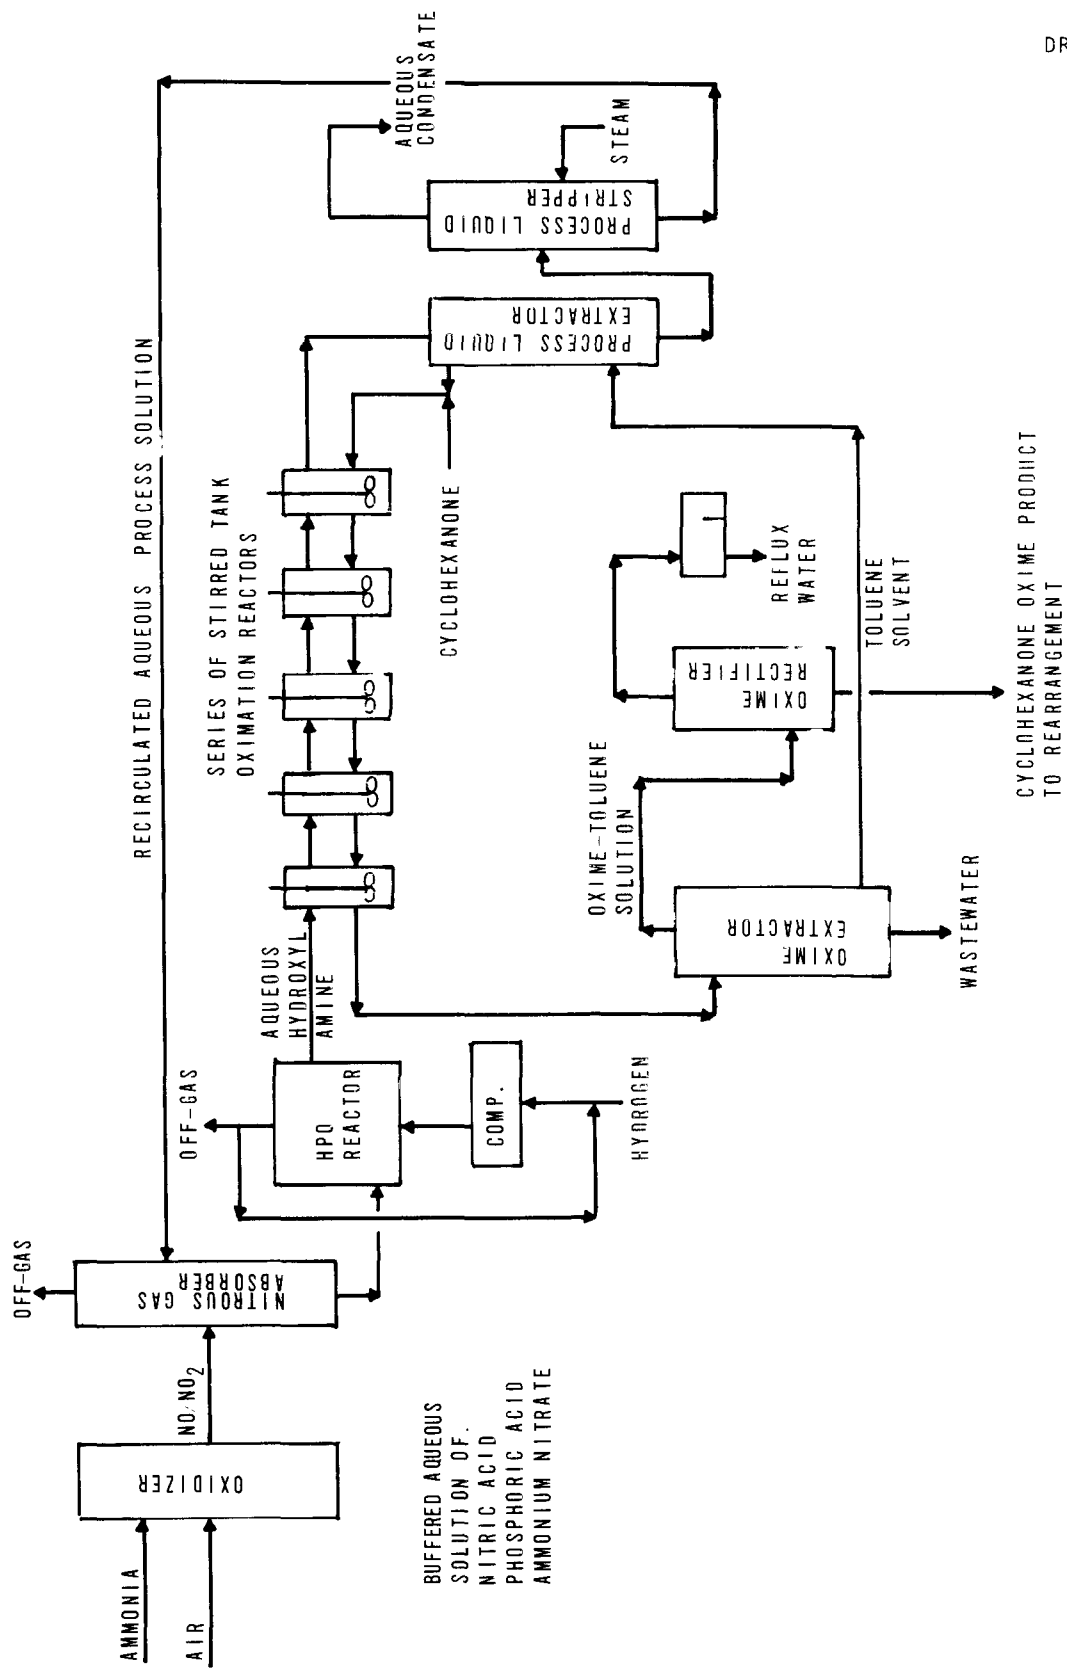 DR
AMMONIA
AIR
OXIDIZER
NO/NO2
OFF-GAS
NITROUS GAS
ABSORBER
BUFFERED AQUEOUS
SOLUTION OF.
NITRIC ACID
PHOSPHORIC ACID
AMMONIUM NITRATE
RECIRCULATED AQUEOUS PROCESS SOLUTION
OFF-GAS
HPO
REACTOR
COMP.
HYDROGEN
AQUEOUS
HYDROXYL
AMINE
SERIES OF STIRRED TANK
OXIMATION REACTORS
CYCLOHEXANONE
PROCESS LIQUID
EXTRACTOR
PROCESS LIQUID
STRIPPER
AQUEOUS
CONDENSATE
STEAM
OXIME
EXTRACTOR
WASTEWATER
OXIME-TOLUENE
SOLUTION
OXIME
RECTIFIER
REFLUX
WATER
TOLUENE
SOLVENT
CYCLOHEXANONE OXIME PRODUCT
TO REARRANGEMENT